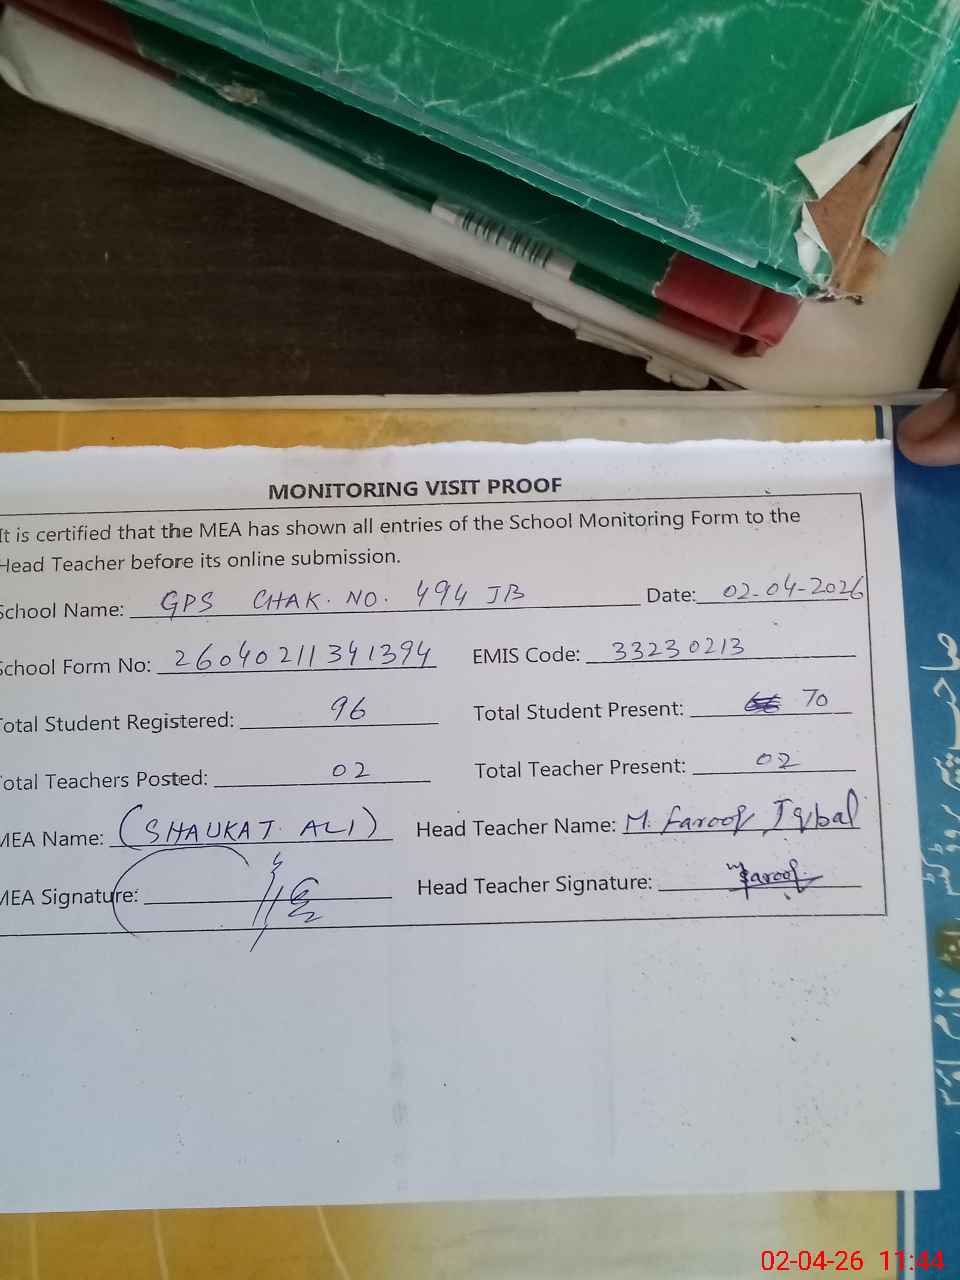 MONITORING VISIT PROOF
It is certified that the MEA has shown all entries of the School Monitoring Form to the
Head Teacher before its online submission.
School Name: GPS CHAK. NO. 494 JB Date: 02-04-2026
School Form No: 26040211341394 EMIS Code: 33230213
Total Student Registered: 96 Total Student Present: 70
Total Teachers Posted: 02 Total Teacher Present: 02
MEA Name: (SHAUKAT ALI) Head Teacher Name: M. Farooq Iqbal
MEA Signature: Head Teacher Signature: Farooq
02-04-26 11:44